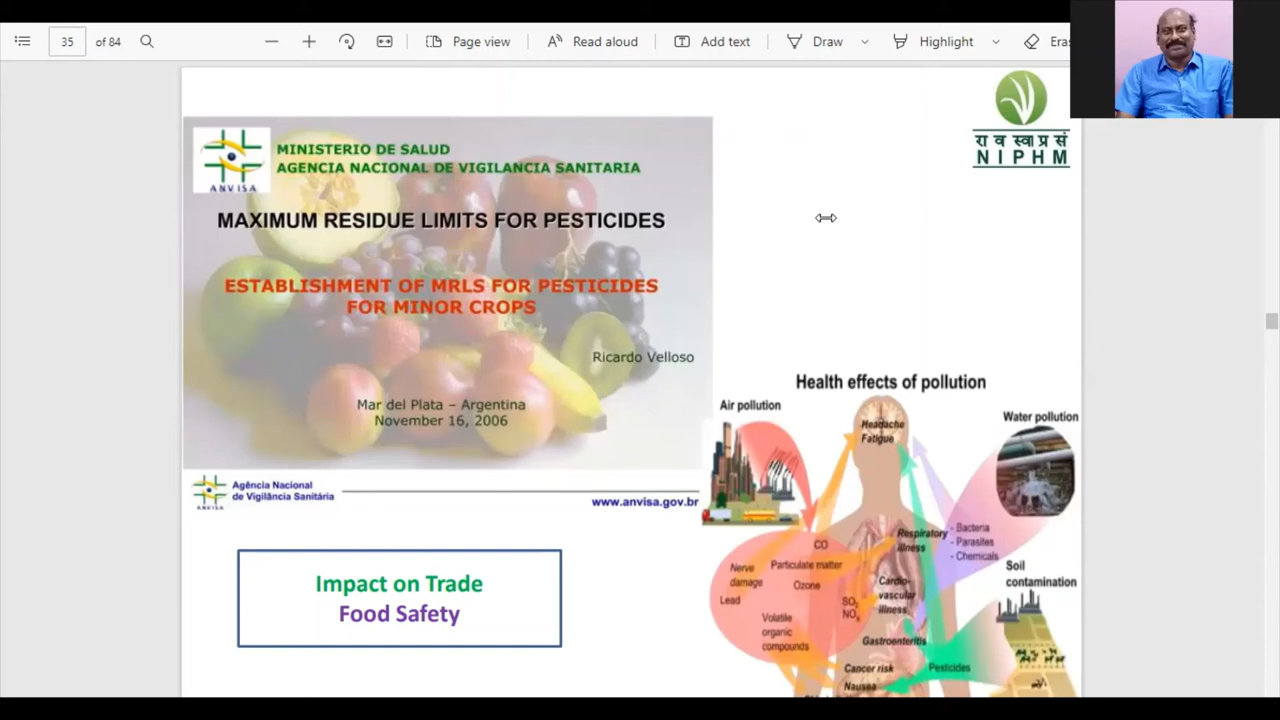 35
of 84
Page view
Read aloud
Add text
Draw
Highlight
Eras
ANVISA
MINISTERIO DE SALUD
AGENCIA NACIONAL DE VIGILANCIA SANITARIA
MAXIMUM RESIDUE LIMITS FOR PESTICIDES
ESTABLISHMENT OF MRLS FOR PESTICIDES
FOR MINOR CROPS
Ricardo Velloso
Mar del Plata – Argentina
November 16, 2006
ANVISA
Agência Nacional
de Vigilância Sanitária
www.anvisa.gov.br
Impact on Trade
Food Safety
रा व स्वा प्र सं
NIPHM
Health effects of pollution
Air pollution
Water pollution
Headache
Fatigue
Respiratory
illness
- Bacteria
- Parasites
- Chemicals
CO
Particulate matter
Nerve
damage
Ozone
Lead
SO2
NOx
Volatile
organic
compounds
Cardio-
vascular
illness
Soil
contamination
Gastroenteritis
Cancer risk
Pesticides
Nausea